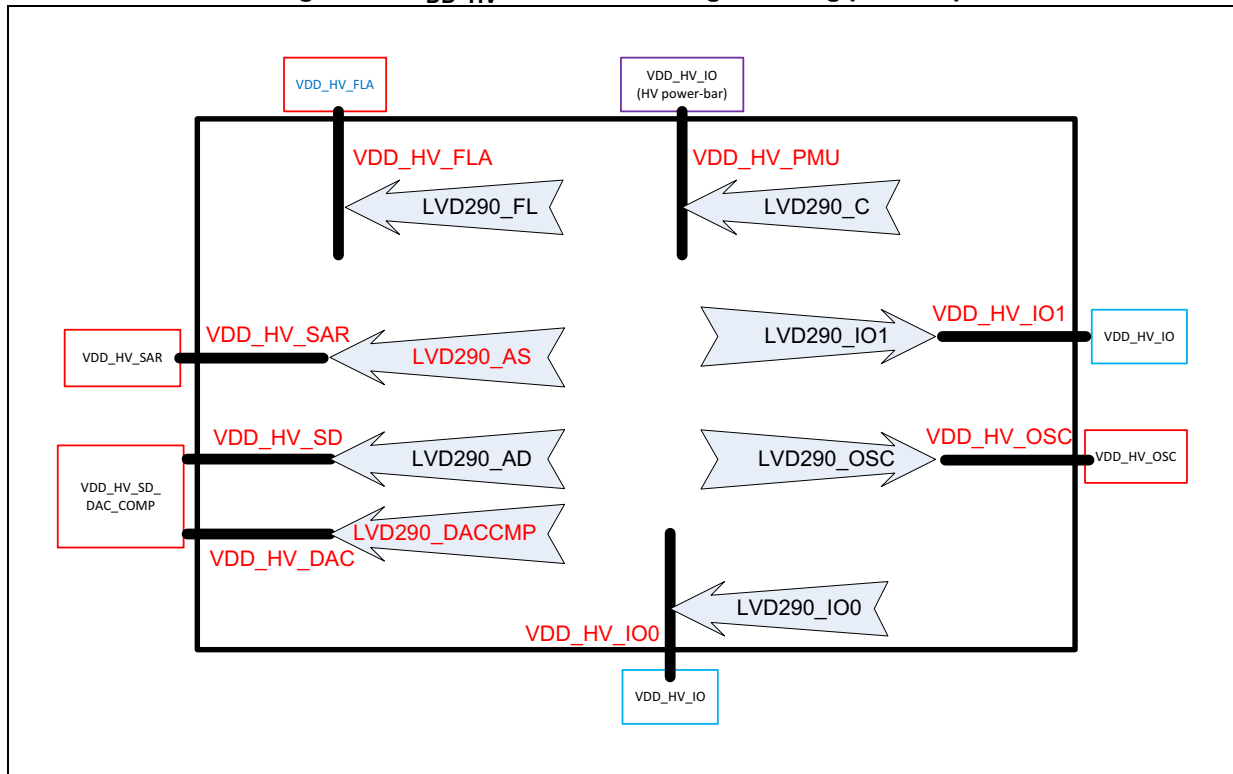 DD_HV
VDD_HV_FLA
VDD_HV_IO
(HV power-bar)
VDD_HV_FLA
VDD_HV_PMU
LVD290_FL
LVD290_C
VDD_HV_SAR
VDD_HV_SAR
LVD290_AS
LVD290_IO1
VDD_HV_IO1
VDD_HV_IO
VDD_HV_SD
LVD290_AD
LVD290_OSC
VDD_HV_OSC
VDD_HV_OSC
VDD_HV_SD_
DAC_COMP
LVD290_DACCMP
VDD_HV_DAC
LVD290_IO0
VDD_HV_IO0
VDD_HV_IO